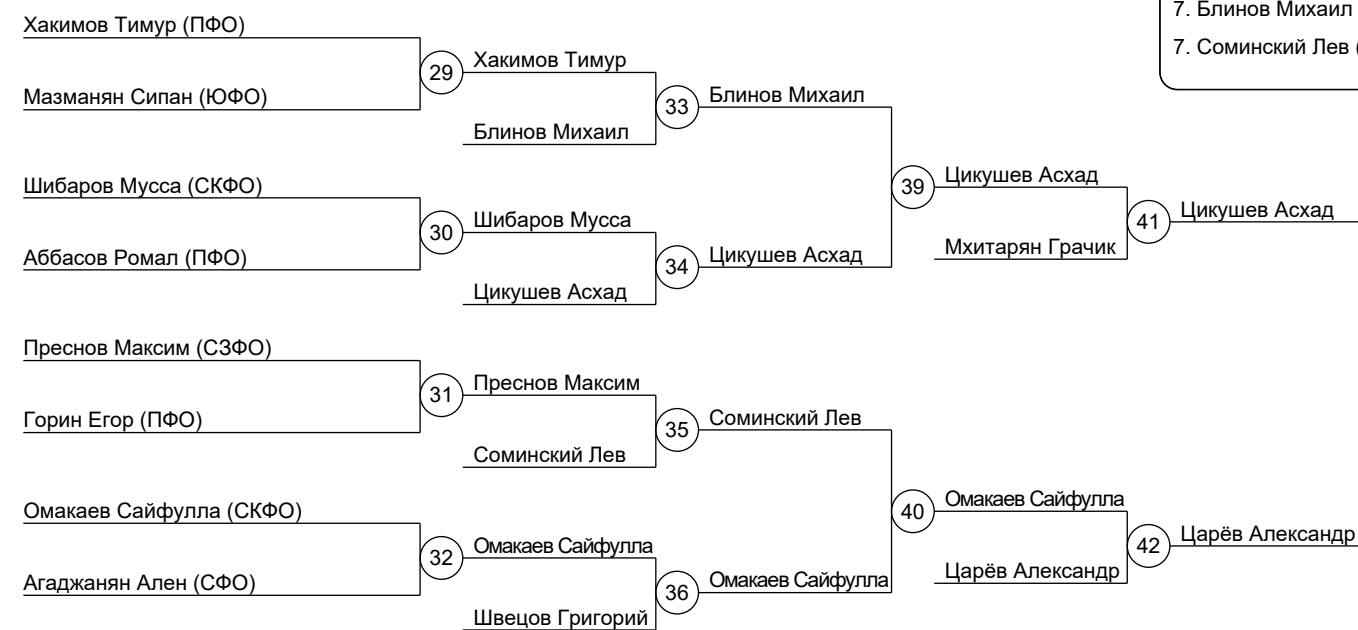 7. Блинов Михаил
7. Соминский Лев
Хакимов Тимур (ПФО)
Мазманян Сипан (ЮФО)
29
Хакимов Тимур
Блинов Михаил
33
Блинов Михаил
Шибаров Мусса (СКФО)
Аббасов Ромал (ПФО)
30
Шибаров Мусса
Цикушев Асхад
34
Цикушев Асхад
39
Цикушев Асхад
Мхитарян Грачик
41
Цикушев Асхад
Преснов Максим (СЗФО)
Горин Егор (ПФО)
31
Преснов Максим
Соминский Лев
35
Соминский Лев
Омакаев Сайфулла (СКФО)
Агаджанян Ален (СФО)
32
Омакаев Сайфулла
Швецов Григорий
36
Омакаев Сайфулла
40
Омакаев Сайфулла
Царёв Александр
42
Царёв Александр